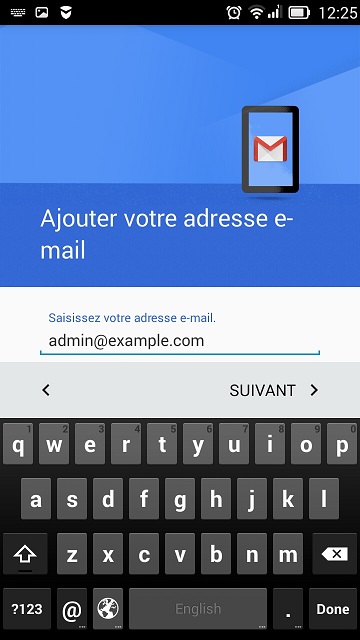 12:25
Ajouter votre adresse e-
mail
Saisissez votre adresse e-mail.
admin@example.com
SUIVANT
1 2 3 4 5 6 7 8 9 0
q w e r t y u i o p
a s d f g h j k l
z x c v b n m
?123 @ English . Done